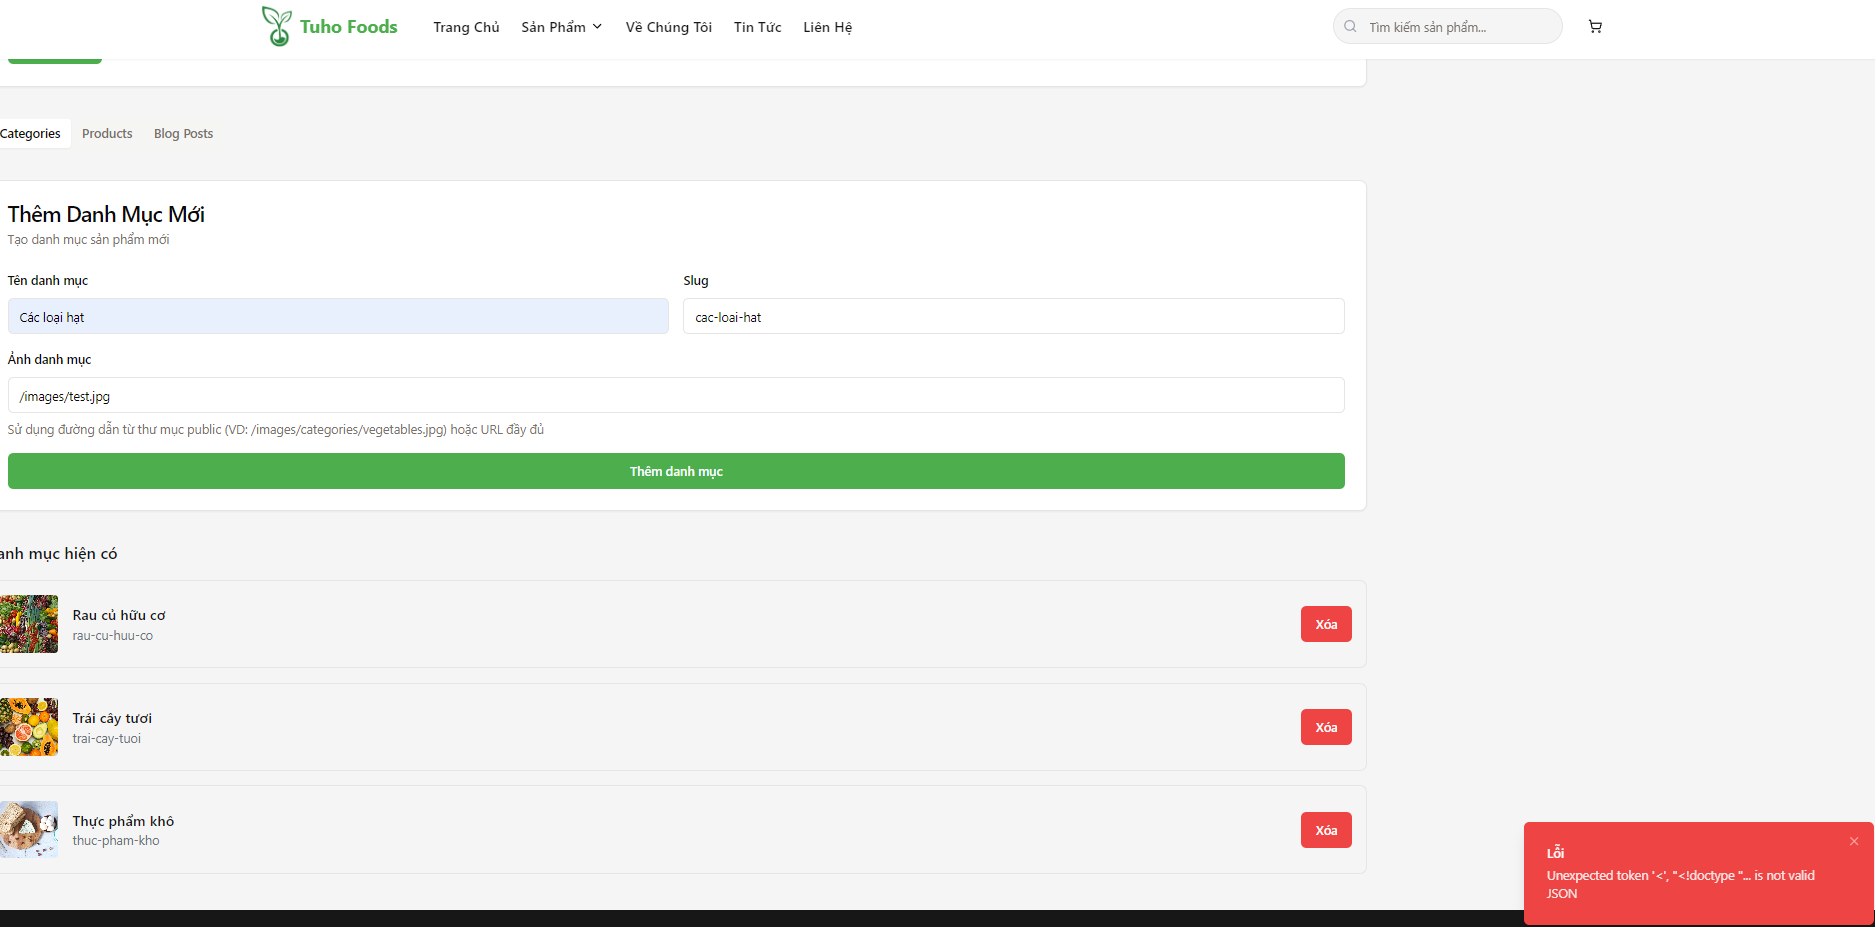 Tuho Foods
Trang Chủ
Sản Phẩm
Về Chúng Tôi
Tin Tức
Liên Hệ
Tìm kiếm sản phẩm...
Categories
Products
Blog Posts
Thêm Danh Mục Mới
Tạo danh mục sản phẩm mới
Tên danh mục
Slug
Các loại hạt
cac-loai-hat
Ảnh danh mục
/images/test.jpg
Sử dụng đường dẫn từ thư mục public (VD: /images/categories/vegetables.jpg) hoặc URL đầy đủ
Thêm danh mục
anh mục hiện có
Rau củ hữu cơ
rau-cu-huu-co
Xóa
Trái cây tươi
trai-cay-tuoi
Xóa
Thực phẩm khô
thuc-pham-kho
Xóa
Lỗi
Unexpected token '<', "<!doctype "... is not valid
JSON